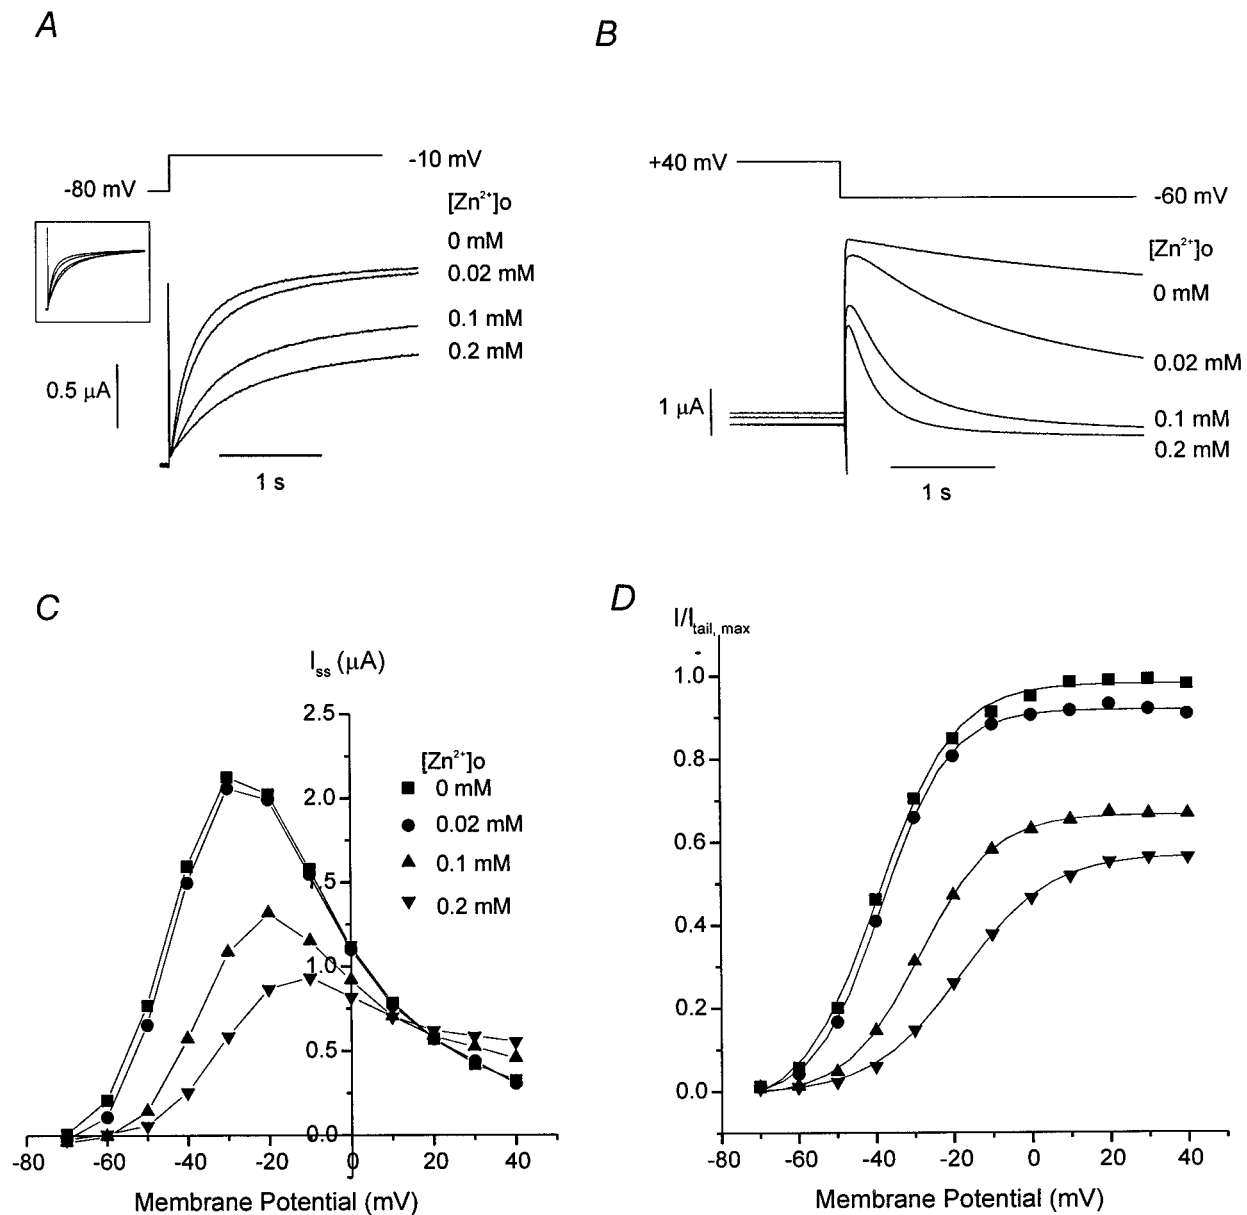 A
-10 mV
-80 mV
[Zn²⁺]o
0 mM
0.02 mM
0.1 mM
0.2 mM
0.5 µA
1 s
B
+40 mV
-60 mV
[Zn²⁺]o
0 mM
0.02 mM
0.1 mM
0.2 mM
1 µA
1 s
C
Iss (µA)
2.5
2.0
.5
1.0
0.5
0.0
[Zn²⁺]o
0 mM
0.02 mM
0.1 mM
0.2 mM
-80 -60 -40 -20 0 20 40
Membrane Potential (mV)
D
I/Itail, max
1.0
0.8
0.6
0.4
0.2
0.0
-80 -60 -40 -20 0 20 40
Membrane Potential (mV)